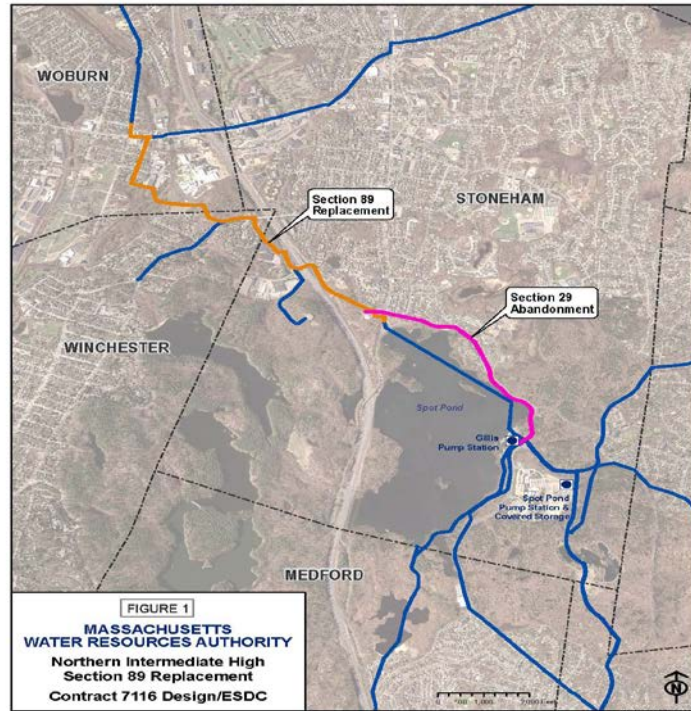 WOBURN
STONEHAM
Section 89
Replacement
Section 29
Abandonment
WINCHESTER
Spot Pond
Gillis
Pump Station
Spot Pond
Pump Station &
Covered Storage
MEDFORD
FIGURE 1
MASSACHUSETTS
WATER RESOURCES AUTHORITY
Northern Intermediate High
Section 89 Replacement
Contract 7116 Design/ESDC
N